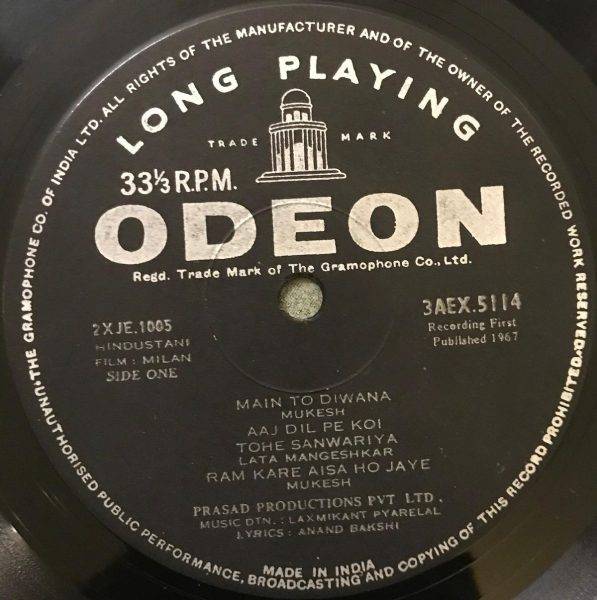 THE GRAMOPHONE CO. OF INDIA LTD. ALL RIGHTS OF THE MANUFACTURER AND OF THE OWNER OF THE RECORDED WORK RESERVED.
UNAUTHORISED PUBLIC PERFORMANCE, BROADCASTING AND COPYING OF THIS RECORD PROHIBITED.
LONG PLAYING
TRADE MARK
33⅓ R.P.M.
ODEON
Regd. Trade Mark of The Gramophone Co., Ltd.
2XJE.1005
HINDUSTANI
FILM : MILAN
SIDE ONE
3AEX.5114
Recording First
Published 1967
MAIN TO DIWANA
MUKESH
AAJ DIL PE KOI
TOHE SANWARIYA
LATA MANGESHKAR
RAM KARE AISA HO JAYE
MUKESH
PRASAD PRODUCTIONS PVT LTD.
MUSIC DTN. : LAXMIKANT PYARELAL
LYRICS : ANAND BAKSHI
MADE IN INDIA